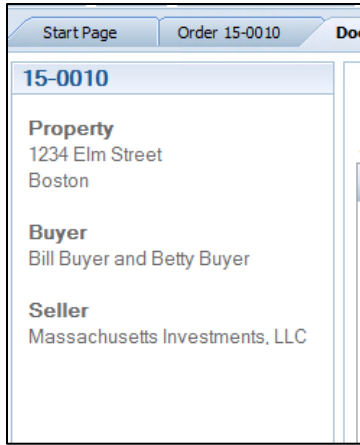 Start Page
Order 15-0010
15-0010
Property
1234 Elm Street
Boston
Buyer
Bill Buyer and Betty Buyer
Seller
Massachusetts Investments, LLC